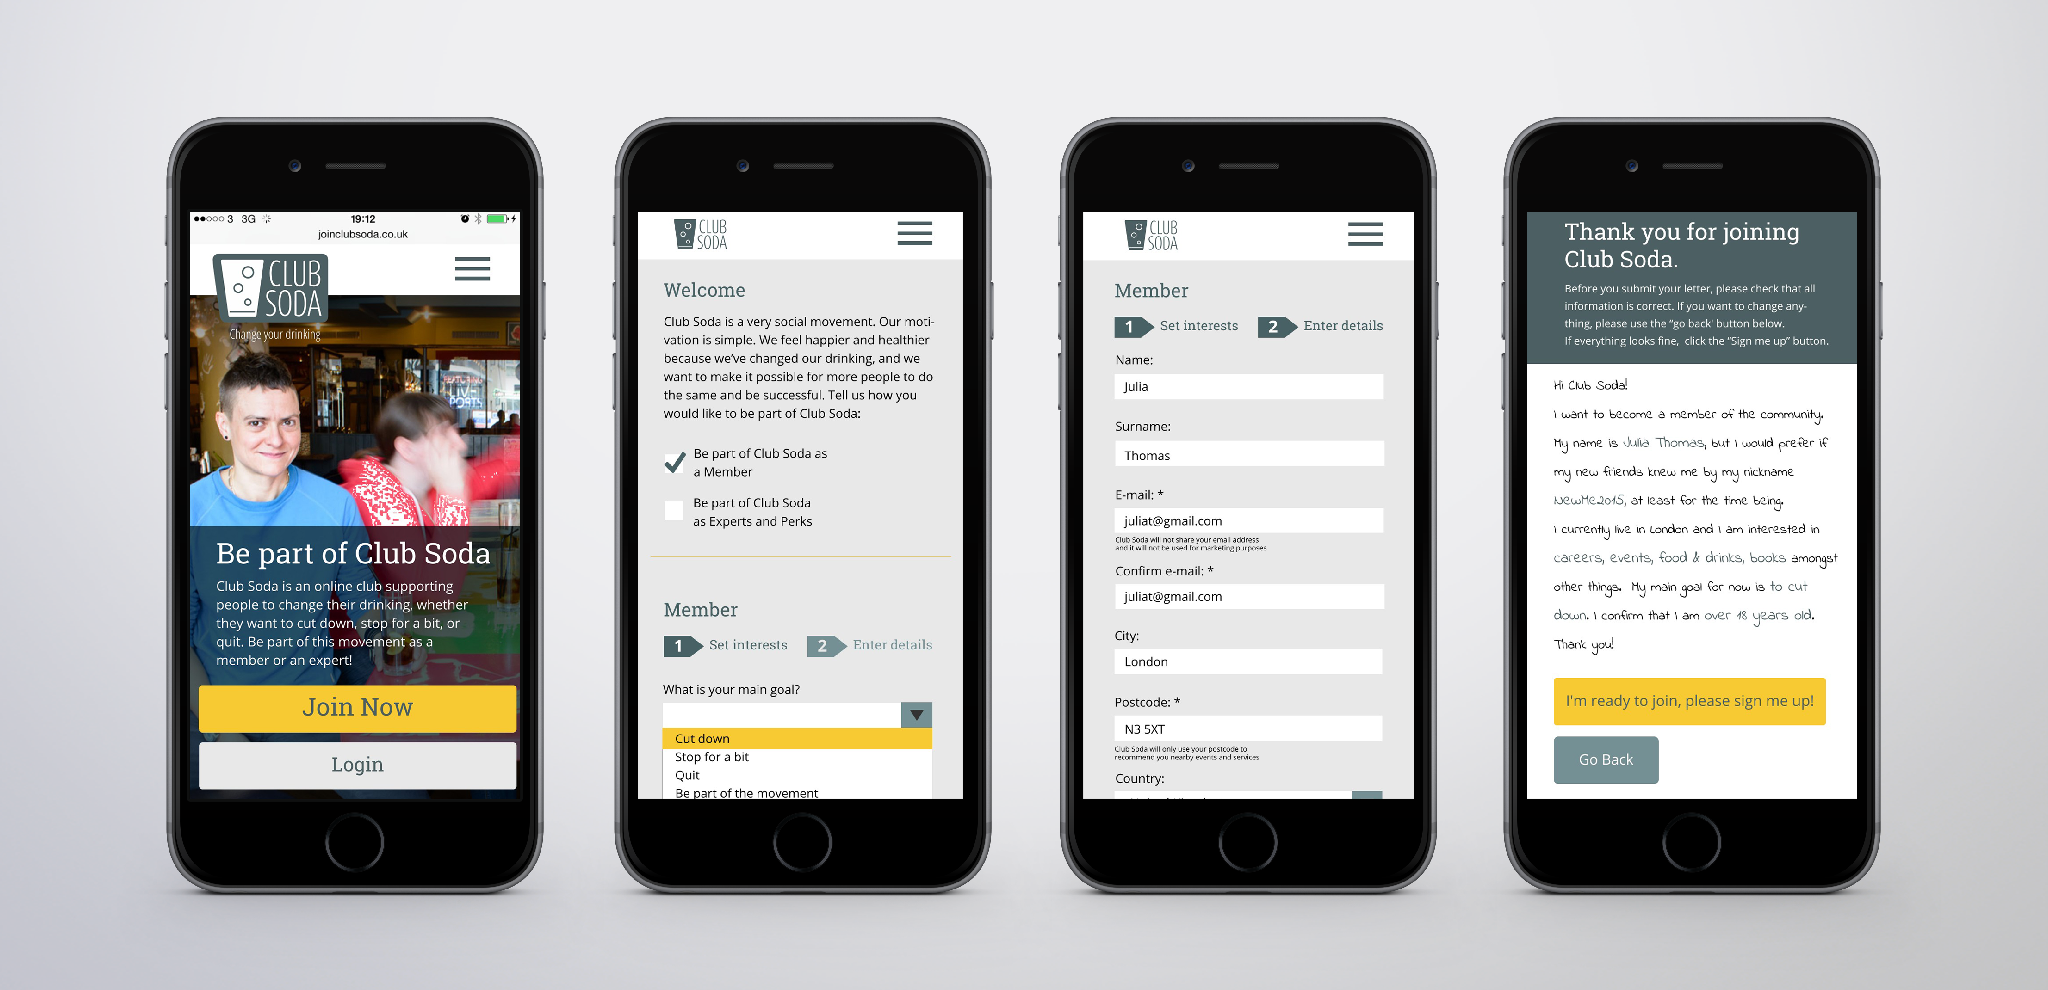 3 3G 19:12
joinclubsoda.co.uk
CLUB
SODA
Change your drinking
Be part of Club Soda
Club Soda is an online club supporting
people to change their drinking, whether
they want to cut down, stop for a bit, or
quit. Be part of this movement as a
member or an expert!
Join Now
Login
CLUB
SODA
Welcome
Club Soda is a very social movement. Our moti-
vation is simple. We feel happier and healthier
because we've changed our drinking, and we
want to make it possible for more people to do
the same and be successful. Tell us how you
would like to be part of Club Soda:
Be part of Club Soda as
a Member
Be part of Club Soda
as Experts and Perks
Member
1 Set interests 2 Enter details
What is your main goal?
Cut down
Stop for a bit
Quit
Be part of the movement
CLUB
SODA
Member
1 Set interests 2 Enter details
Name:
Julia
Surname:
Thomas
E-mail: *
juliat@gmail.com
Club Soda will not share your email address
and it will not be used for marketing purposes
Confirm e-mail: *
juliat@gmail.com
City:
London
Postcode: *
N3 5XT
Club Soda will only use your postcode to
recommend you nearby events and services
Country:
Thank you for joining
Club Soda.
Before you submit your letter, please check that all
information is correct. If you want to change any-
thing, please use the "go back' button below.
If everything looks fine, click the "Sign me up" button.
Hi Club Soda!
I want to become a member of the community.
My name is Julia Thomas, but I would prefer if
my new friends knew me by my nickname
NewMe2015, at least for the time being.
I currently live in London and I am interested in
careers, events, food & drinks, books amongst
other things. My main goal for now is to cut
down. I confirm that I am over 18 years old.
Thank you!
I'm ready to join, please sign me up!
Go Back